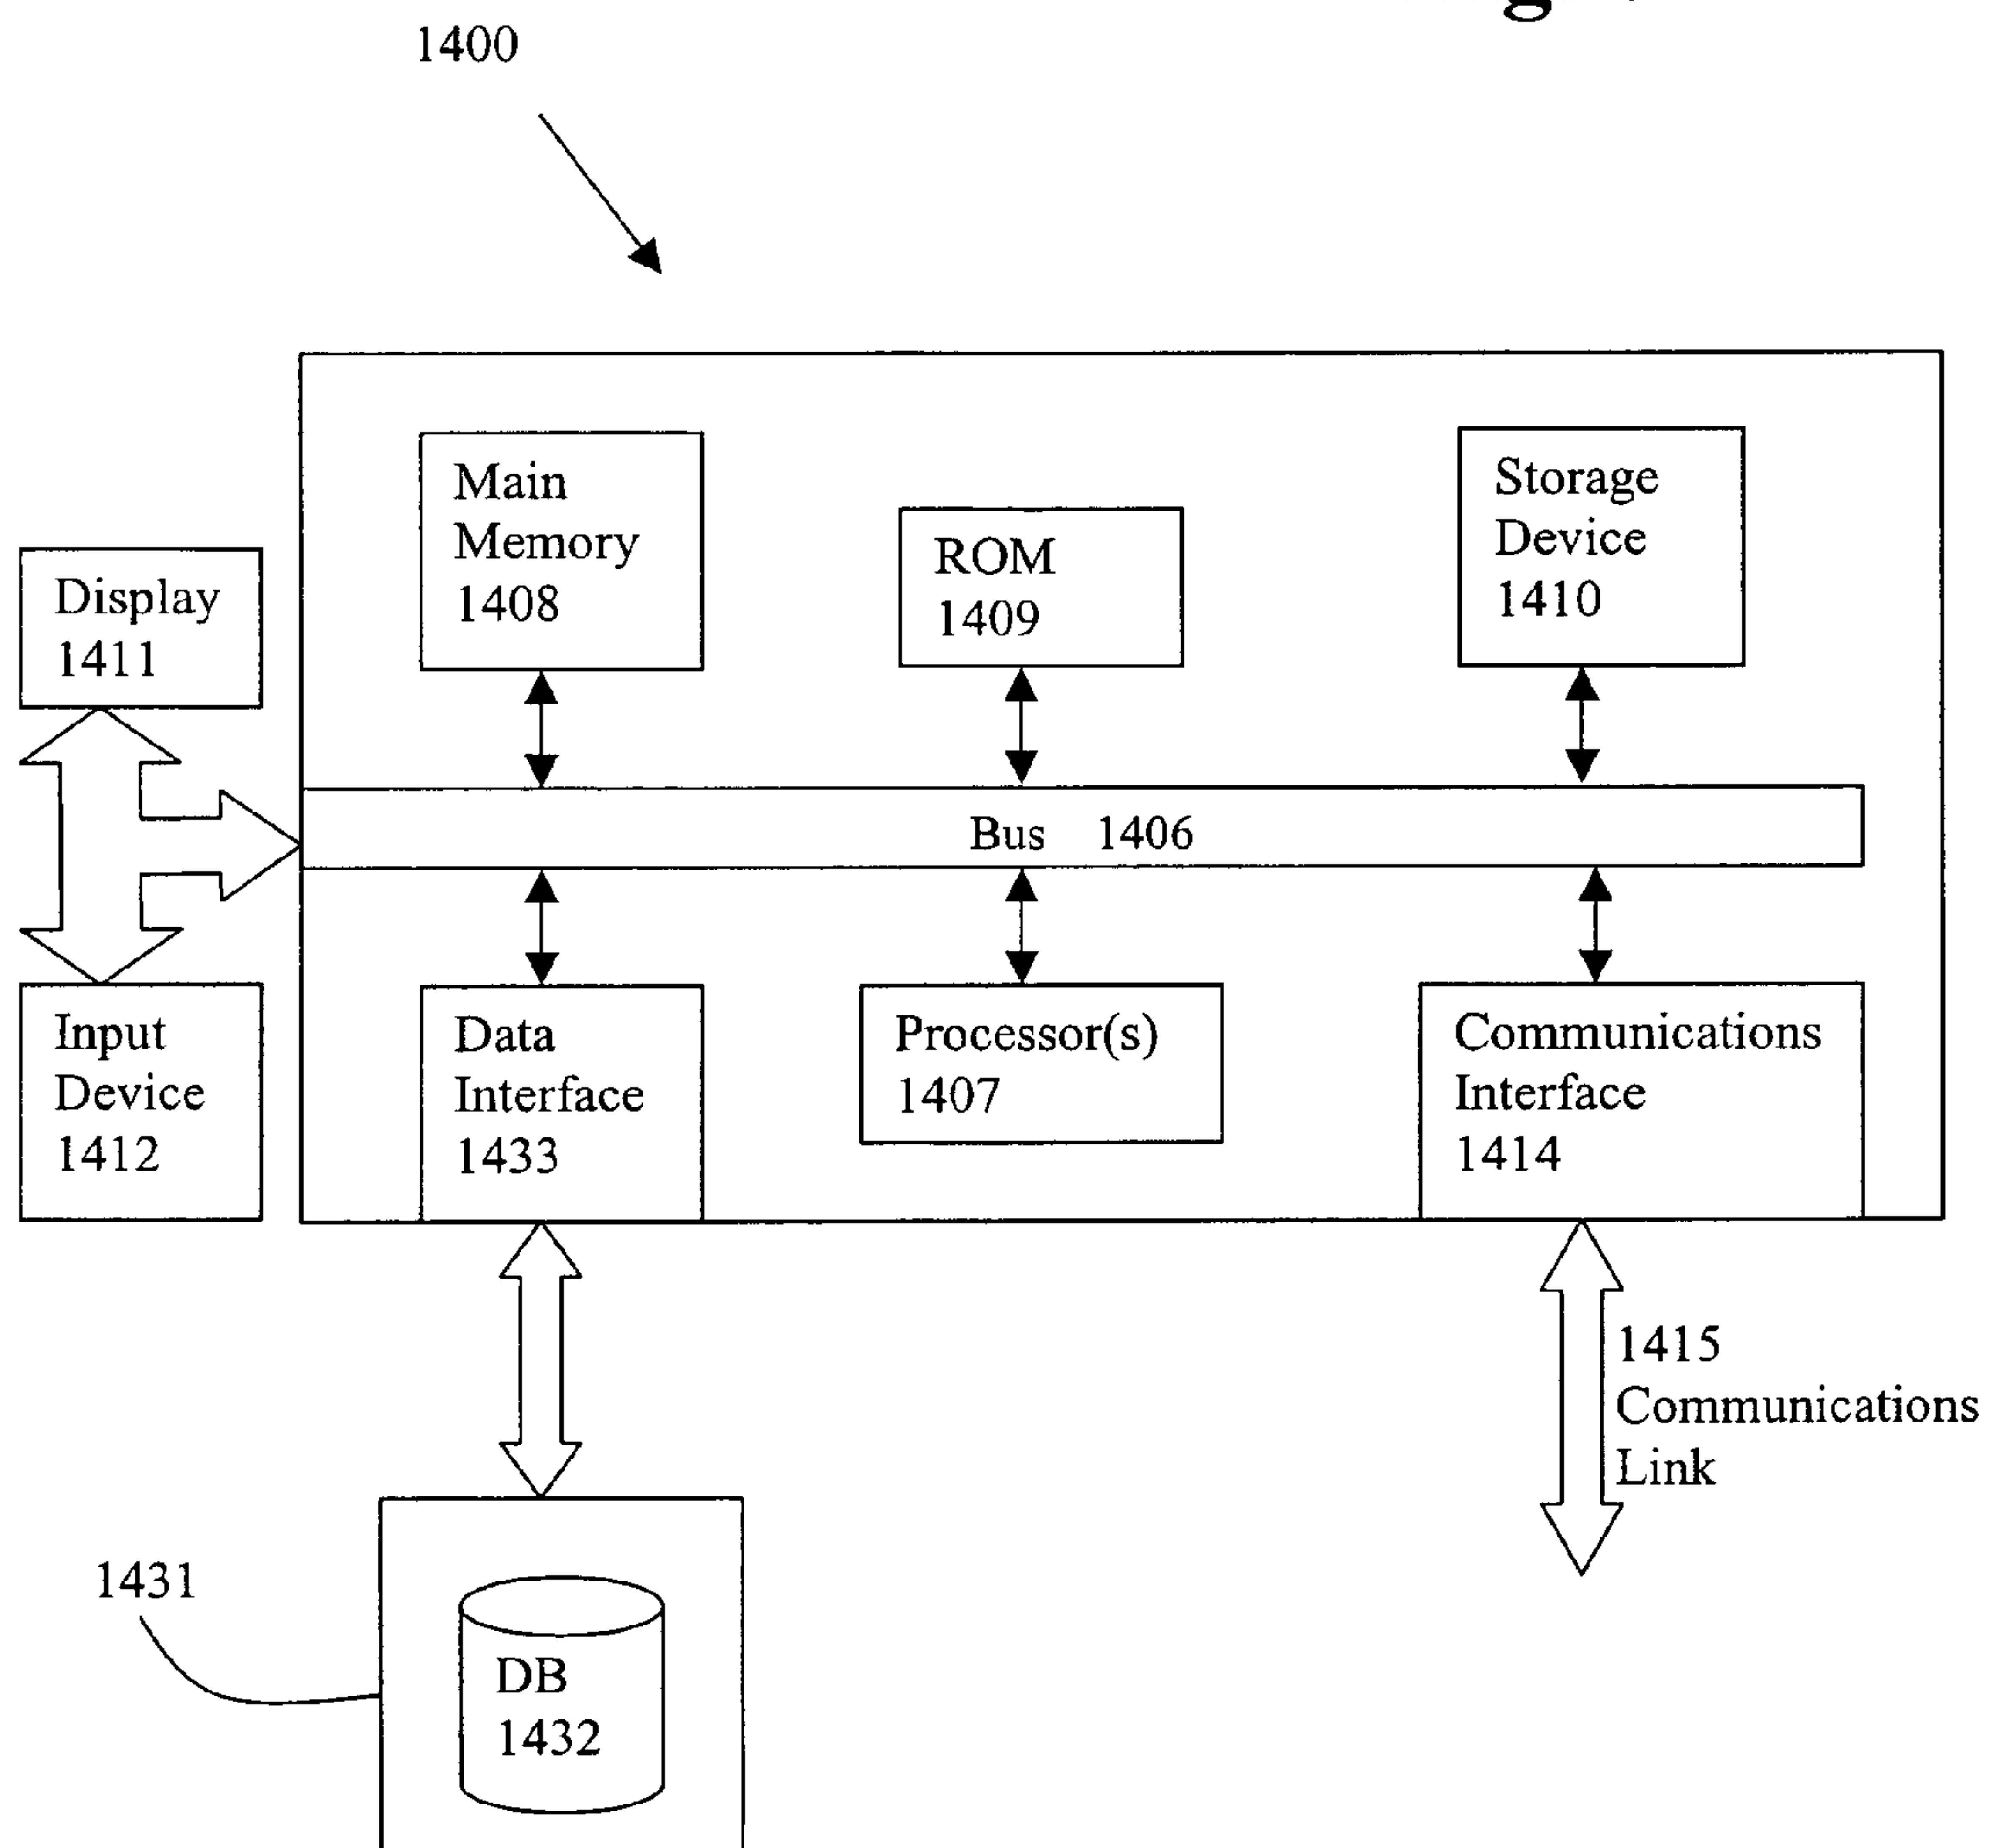 1400
Main
Memory
1408
ROM
1409
Storage
Device
1410
Display
1411
Bus 1406
Input
Device
1412
Data
Interface
1433
Processor(s)
1407
Communications
Interface
1414
1415
Communications
Link
1431
DB
1432